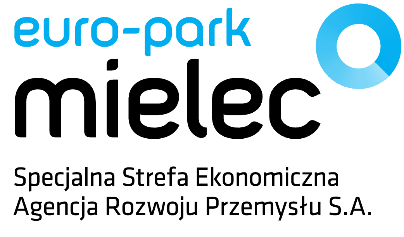 euro-park
mielec
Specjalna Strefa Ekonomiczna
Agencja Rozwoju Przemysłu S.A.